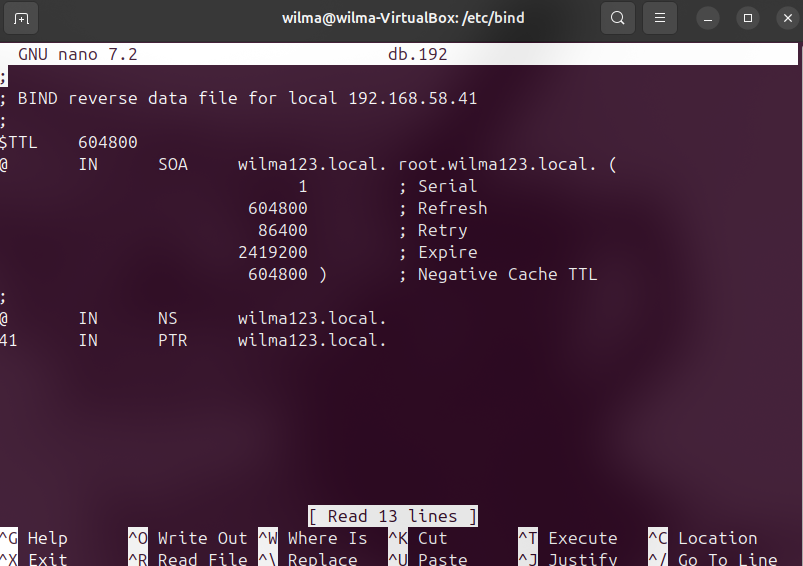 wilma@wilma-VirtualBox: /etc/bind
GNU nano 7.2 db.192
;
; BIND reverse data file for local 192.168.58.41
;
$TTL 604800
@ IN SOA wilma123.local. root.wilma123.local. (
1 ; Serial
604800 ; Refresh
86400 ; Retry
2419200 ; Expire
604800 ) ; Negative Cache TTL
;
@ IN NS wilma123.local.
41 IN PTR wilma123.local.
[ Read 13 lines ]
^G Help ^O Write Out ^W Where Is ^K Cut ^T Execute ^C Location
^X Exit ^R Read File ^\ Replace ^U Paste ^J Justify ^/ Go To Line